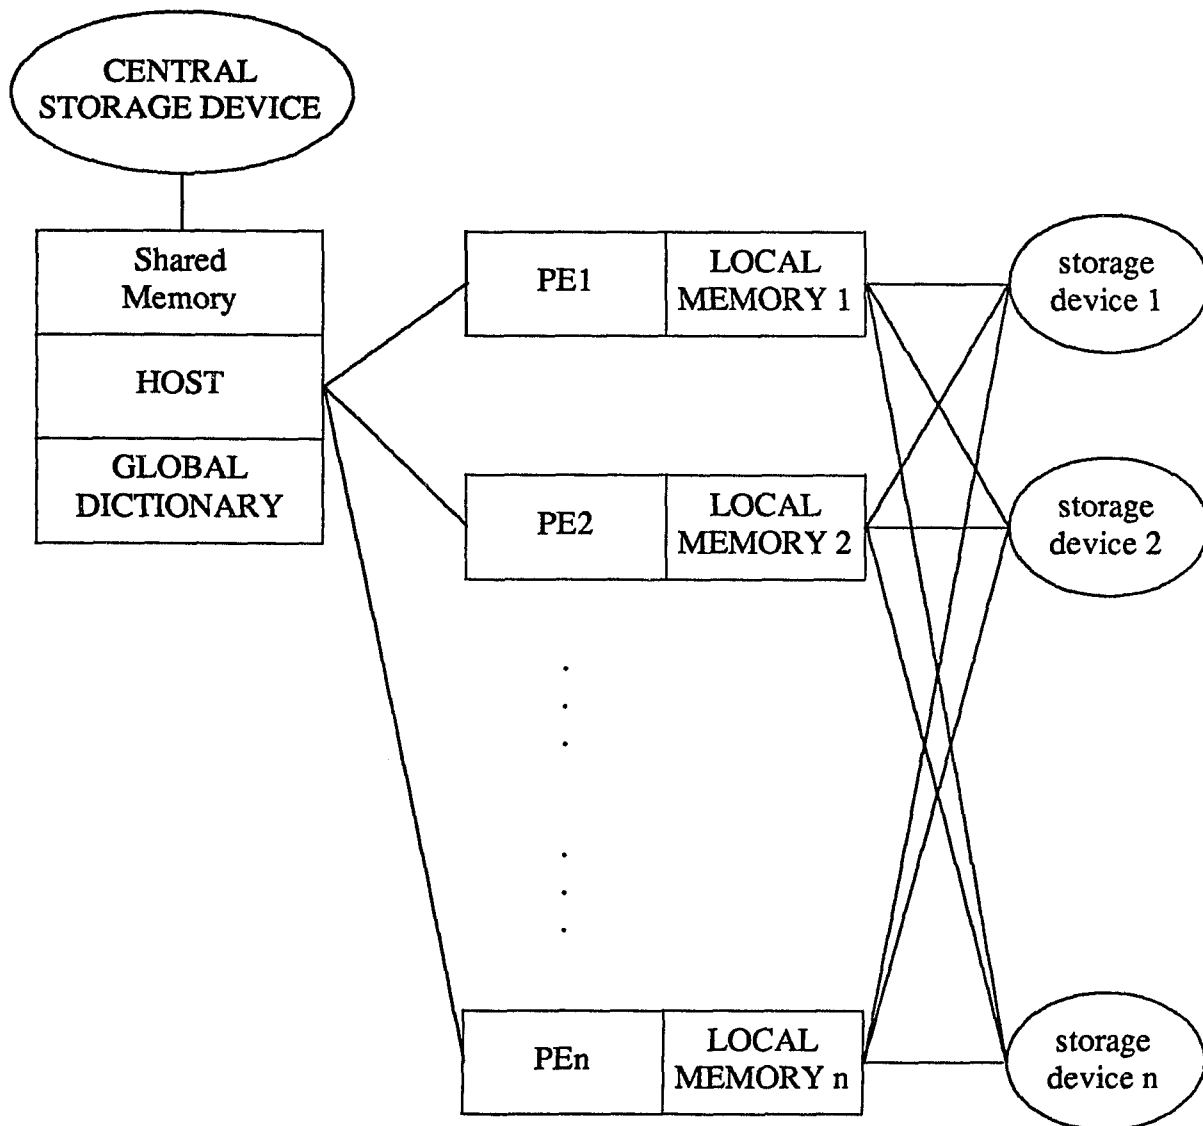 CENTRAL
STORAGE DEVICE
Shared
Memory
HOST
GLOBAL
DICTIONARY
PE1
LOCAL
MEMORY 1
storage
device 1
PE2
LOCAL
MEMORY 2
storage
device 2
PEn
LOCAL
MEMORY n
storage
device n